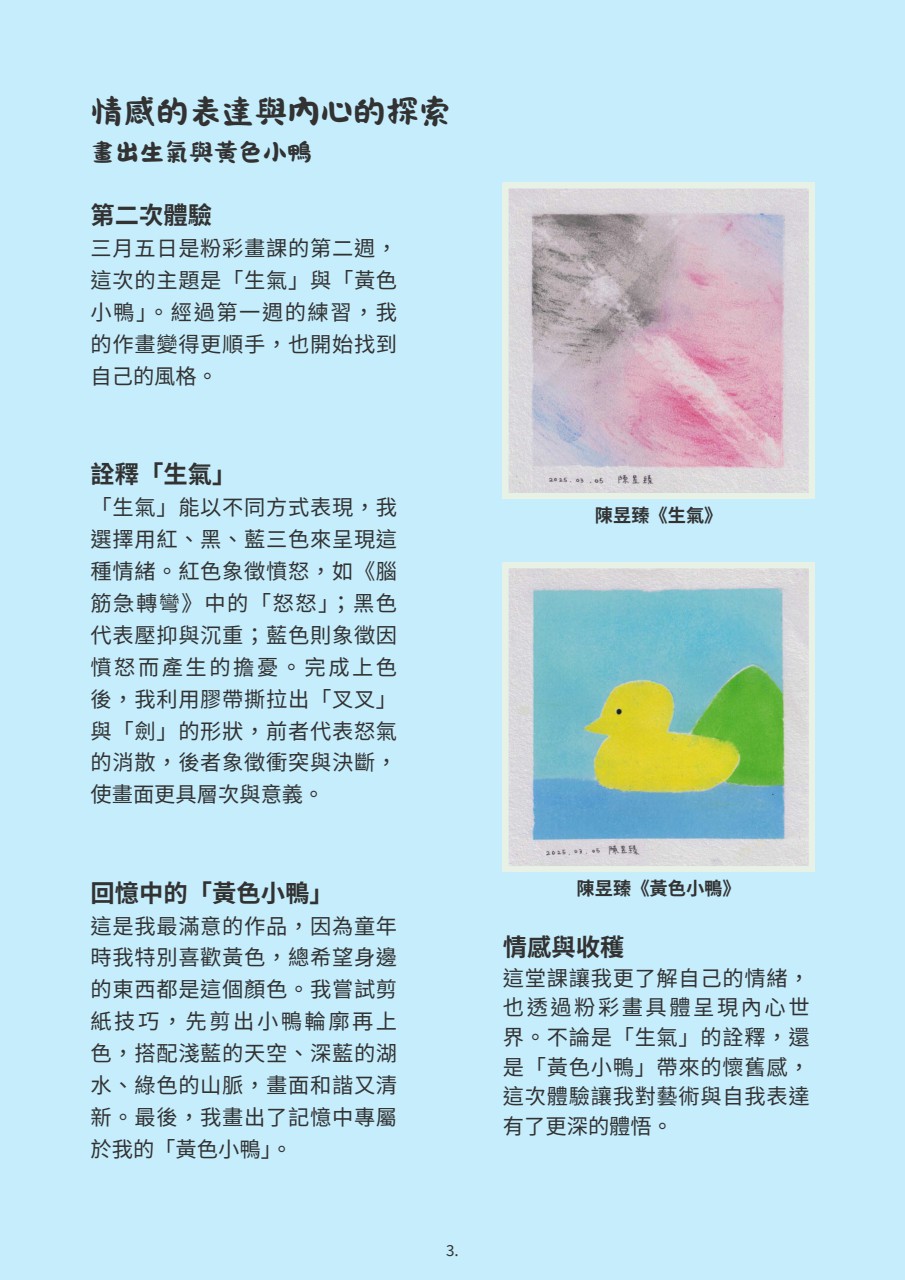 情感的表達與內心的探索
畫出生氣與黃色小鴨
第二次體驗
三月五日是粉彩畫課的第二週，
這次的主題是「生氣」與「黃色
小鴨」。經過第一週的練習，我
的作畫變得更順手，也開始找到
自己的風格。
詮釋「生氣」
「生氣」能以不同方式表現，我
選擇用紅、黑、藍三色來呈現這
種情緒。紅色象徵憤怒，如《腦
筋急轉彎》中的「怒怒」；黑色
代表壓抑與沉重；藍色則象徵因
憤怒而產生的擔憂。完成上色
後，我利用膠帶撕拉出「叉叉」
與「劍」的形狀，前者代表怒氣
的消散，後者象徵衝突與決斷，
使畫面更具層次與意義。
回憶中的「黃色小鴨」
這是我最滿意的作品，因為童年
時我特別喜歡黃色，總希望身邊
的東西都是這個顏色。我嘗試剪
紙技巧，先剪出小鴨輪廓再上
色，搭配淺藍的天空、深藍的湖
水、綠色的山脈，畫面和諧又清
新。最後，我畫出了記憶中專屬
於我的「黃色小鴨」。
2025.03.05 陳昱臻
陳昱臻《生氣》
2025.03.05 陳昱臻
陳昱臻《黃色小鴨》
情感與收穫
這堂課讓我更了解自己的情緒，
也透過粉彩畫具體呈現內心世
界。不論是「生氣」的詮釋，還
是「黃色小鴨」帶來的懷舊感，
這次體驗讓我對藝術與自我表達
有了更深的體悟。
3.